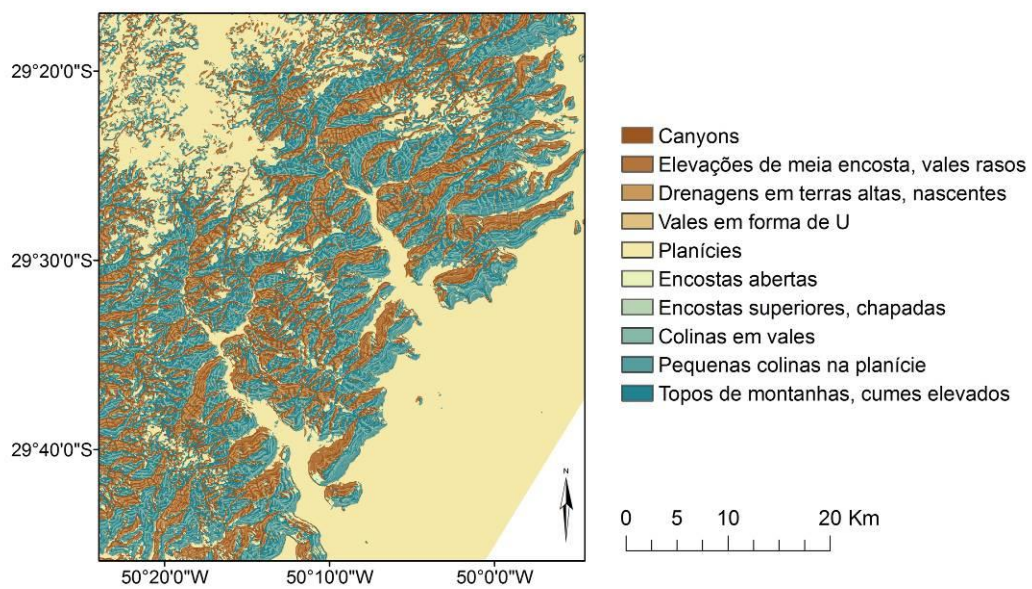 29°20'0"S
29°30'0"S
29°40'0"S
50°20'0"W
50°10'0"W
50°0'0"W
Canyons
Elevações de meia encosta, vales rasos
Drenagens em terras altas, nascentes
Vales em forma de U
Planícies
Encostas abertas
Encostas superiores, chapadas
Colinas em vales
Pequenas colinas na planície
Topos de montanhas, cumes elevados
N
0 5 10 20 Km